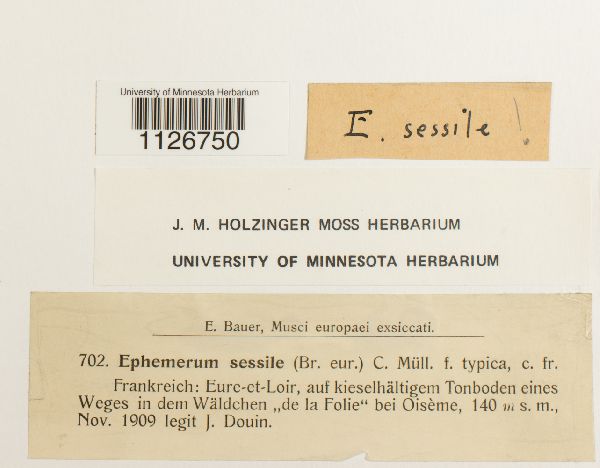 University of Minnesota Herbarium
1126750
E. sessile !
J. M. HOLZINGER MOSS HERBARIUM
UNIVERSITY OF MINNESOTA HERBARIUM
E. Bauer, Musci europaei exsiccati.
702. Ephemerum sessile (Br. eur.) C. Müll. f. typica, c. fr.
Frankreich: Eure-et-Loir, auf kieselhältigem Tonboden eines
Weges in dem Wäldchen „de la Folie“ bei Oisème, 140 m s. m.,
Nov. 1909 legit J. Douin.